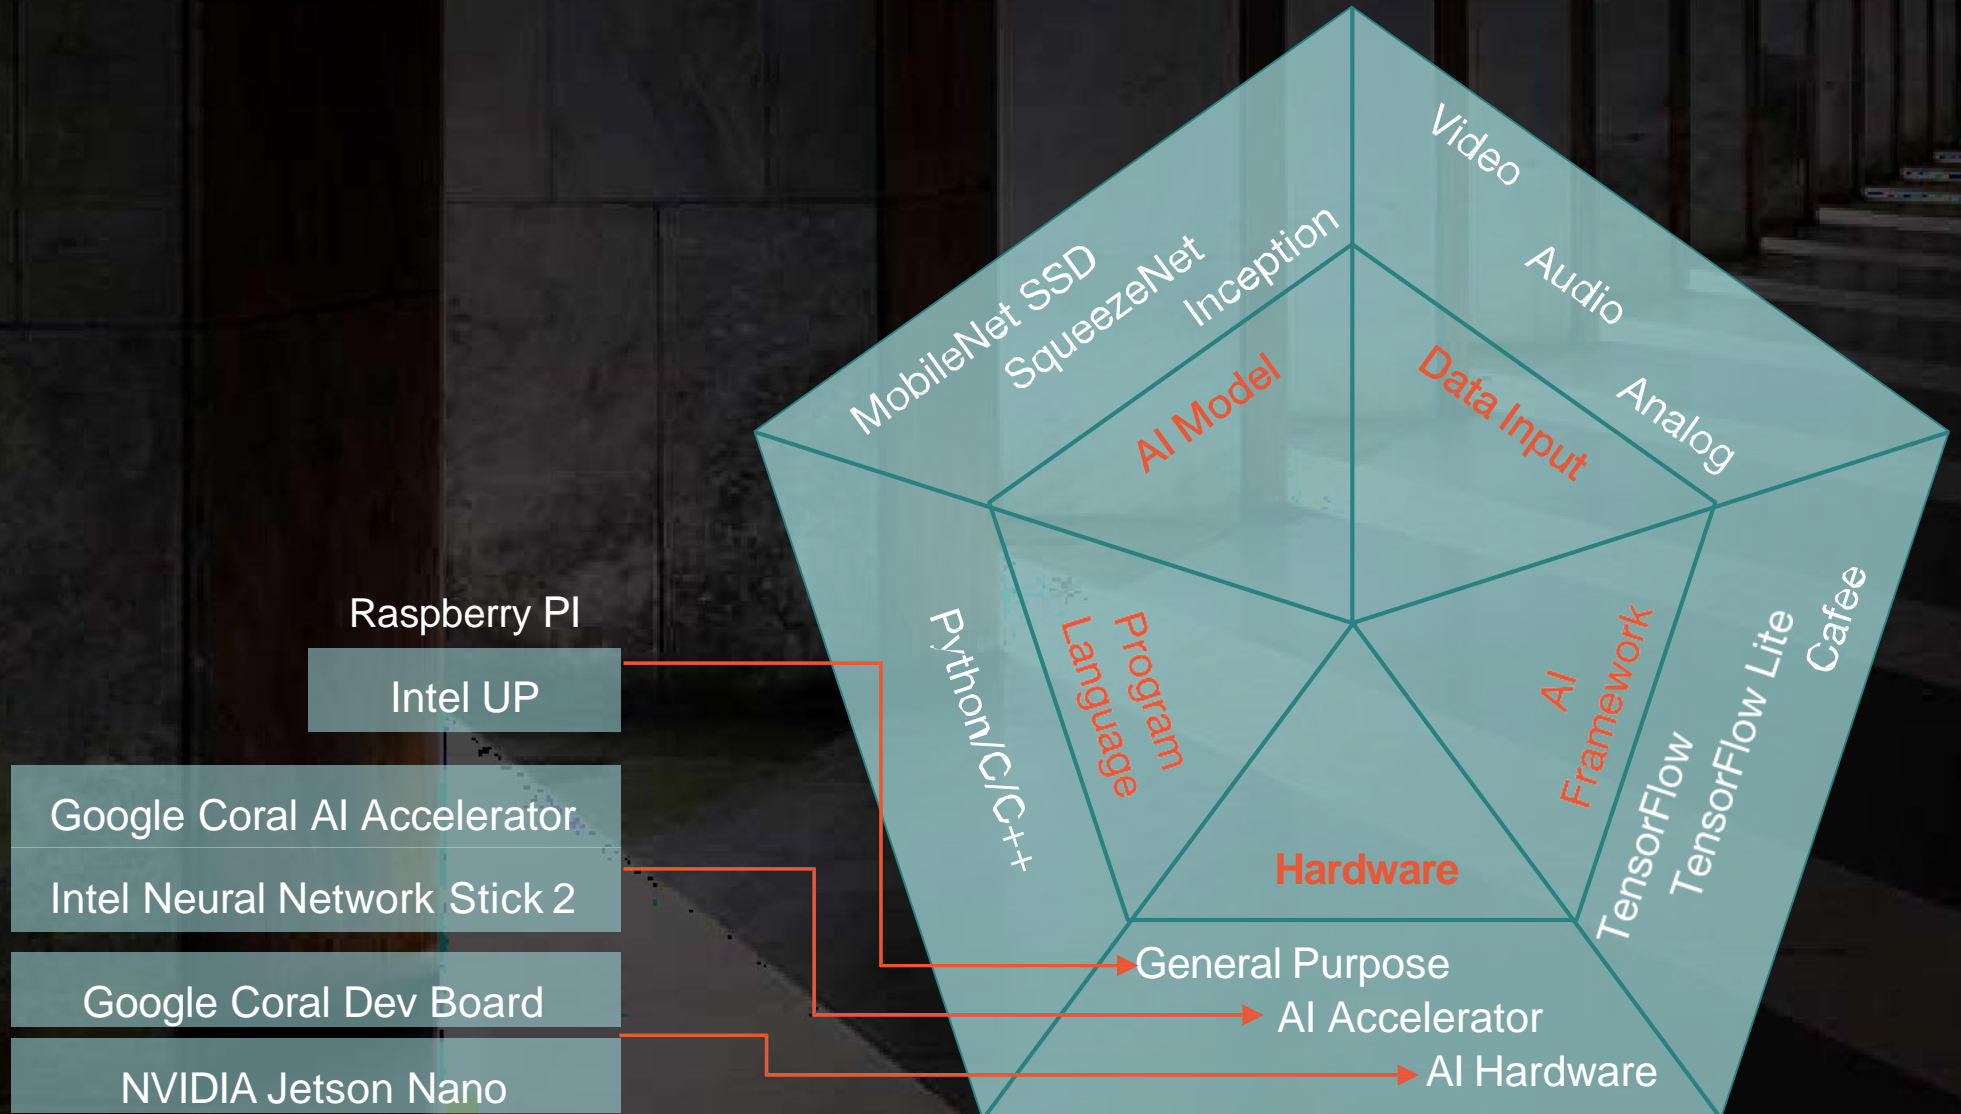 Video
Audio
Analog
Data Input
MobileNet SSD
SqueezeNet
Inception
AI Model
Python/C/C++
Program
Language
AI
Framework
TensorFlow
TensorFlow Lite
Cafee
Hardware
General Purpose
AI Accelerator
AI Hardware
Raspberry PI
Intel UP
Google Coral AI Accelerator
Intel Neural Network Stick 2
Google Coral Dev Board
NVIDIA Jetson Nano